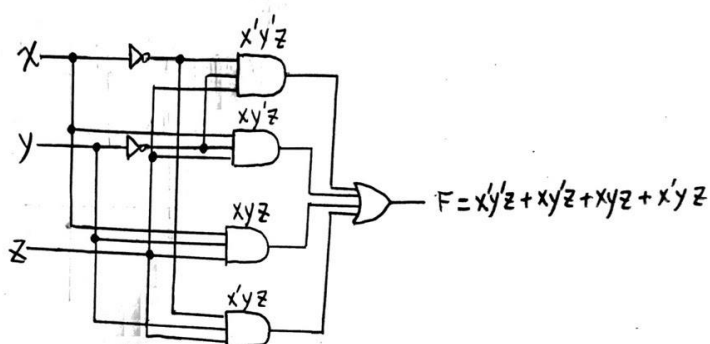 x'y'z
x
xy'z
y
F = x'y'z + xy'z + xyz + x'yz
xyz
z
x'yz